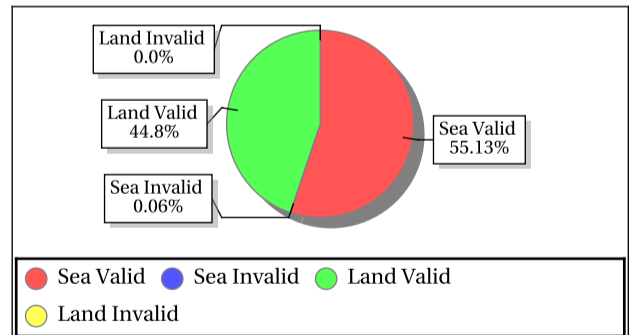 Land Invalid
0.0%
Land Valid
44.8%
Sea Valid
55.13%
Sea Invalid
0.06%
Sea Valid Sea Invalid Land Valid
Land Invalid